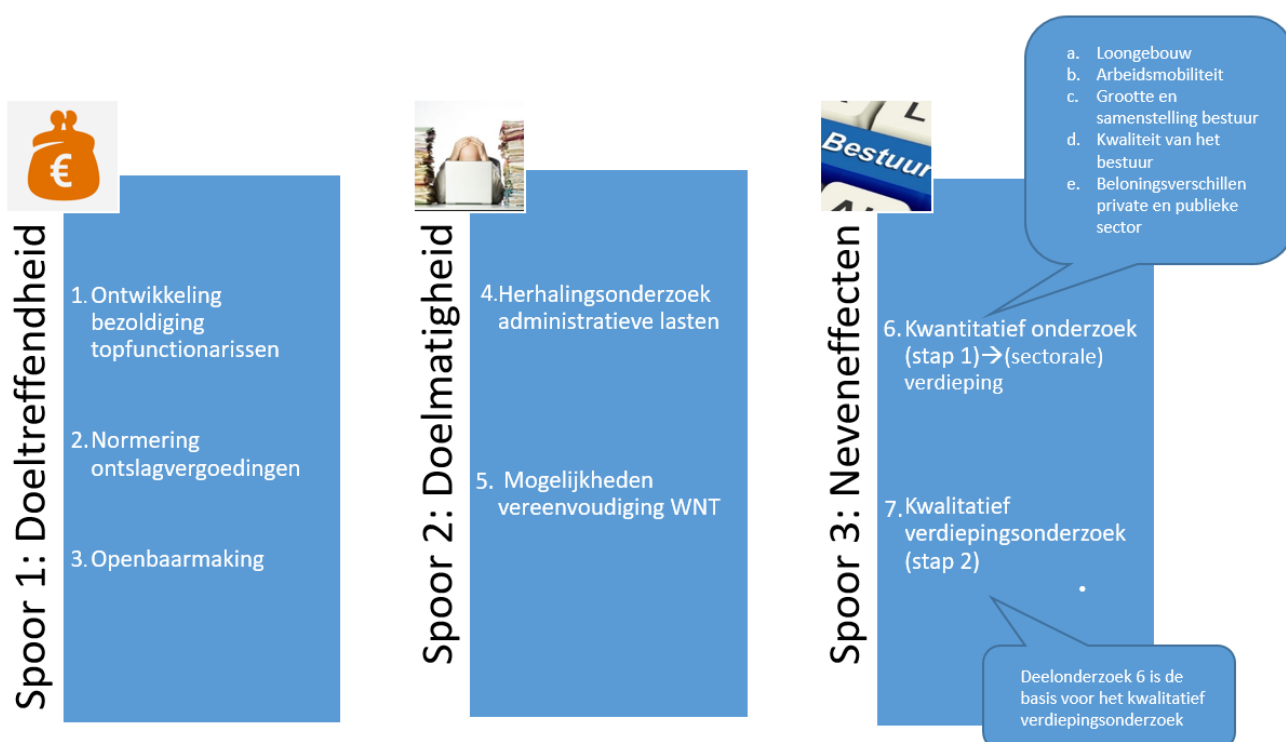 Spoor 1: Doeltreffendheid
€
1. Ontwikkeling
bezoldiging
topfunctionarissen
2. Normering
ontslagvergoedingen
3. Openbaarmaking
Spoor 2: Doelmatigheid
4. Herhalingsonderzoek
administratieve lasten
5. Mogelijkheden
vereenvoudiging WNT
Spoor 3: Neveneffecten
L
Bestuur
6. Kwantitatief onderzoek
(stap 1)→(sectorale)
verdieping
7. Kwalitatief
verdiepingsonderzoek
(stap 2)
.
a. Loongebouw
b. Arbeidsmobiliteit
c. Grootte en
samenstelling bestuur
d. Kwaliteit van het
bestuur
e. Beloningsverschillen
private en publieke
sector
Deelonderzoek 6 is de
basis voor het kwalitatief
verdiepingsonderzoek